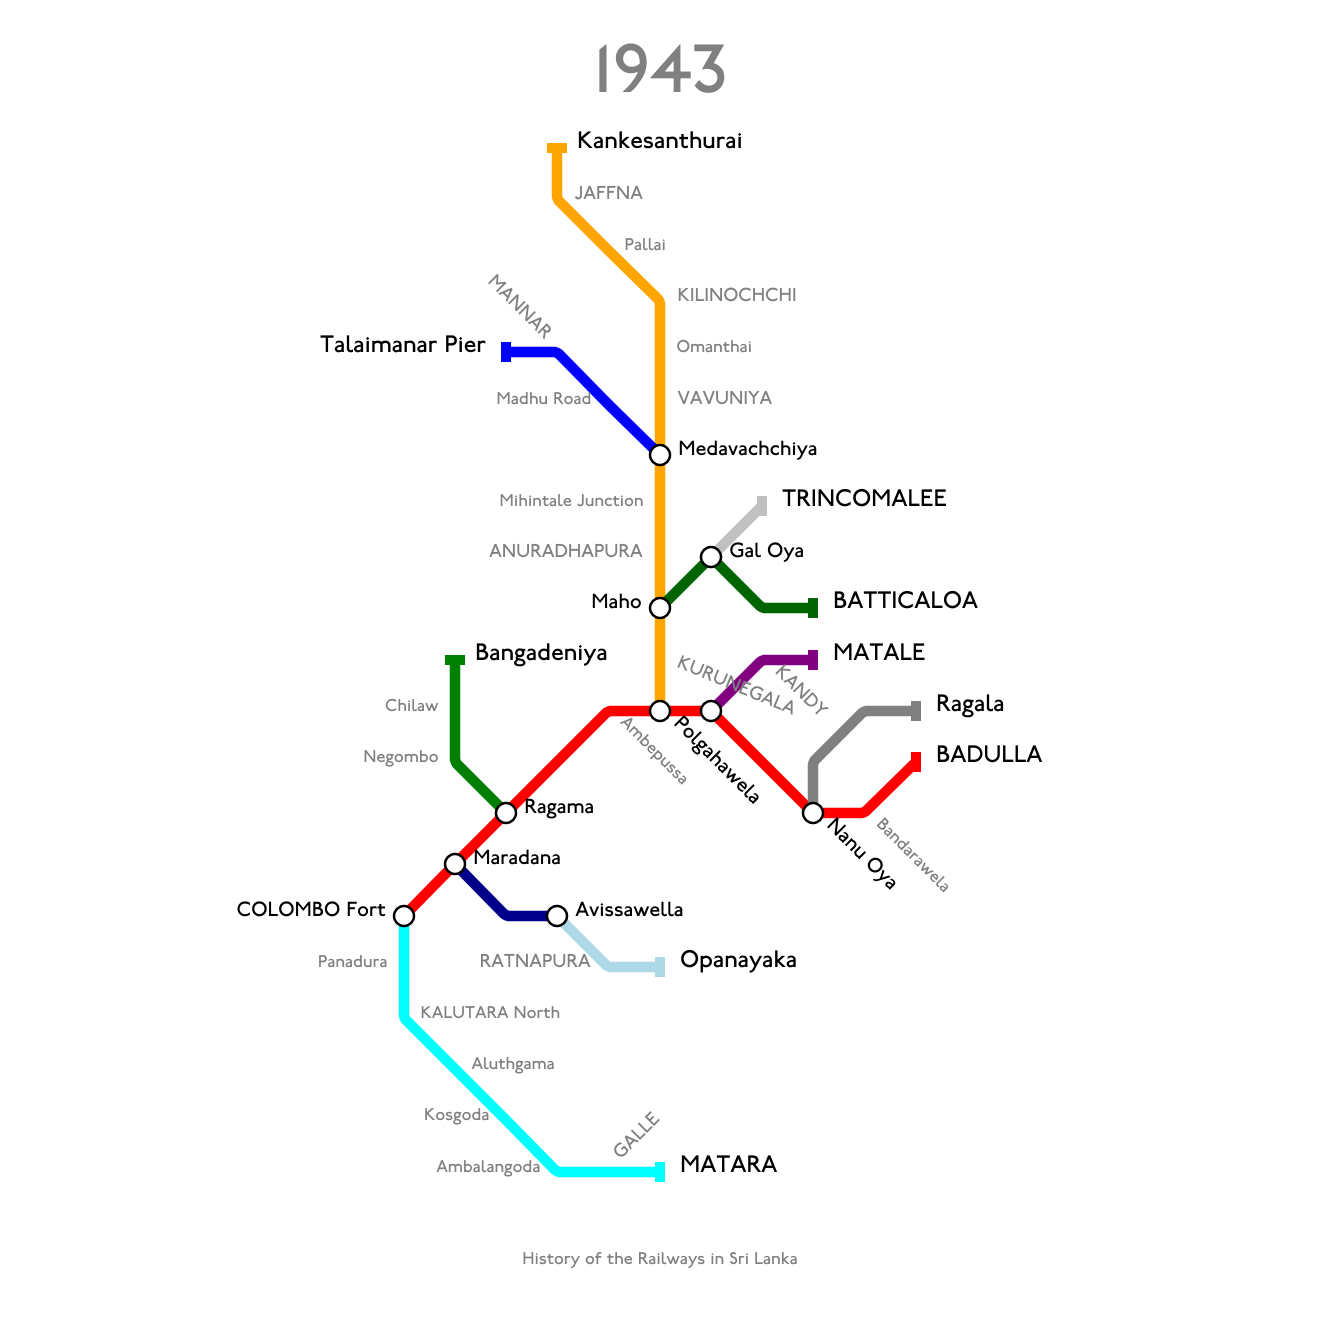 1943
Kankesanthurai
JAFFNA
Pallai
MANNAR
KILINOCHCHI
Talaimanar Pier
Omanthai
Madhu Road
VAVUNIYA
Medavachchiya
Mihintale Junction
TRINCOMALEE
ANURADHAPURA
Gal Oya
Maho
BATTICALOA
Bangadeniya
KURUNEGALA
KANDY
MATALE
Chilaw
Ragala
Ambepussa
Polgahawela
Negombo
BADULLA
Ragama
Nanu Oya
Bandarawela
Maradana
COLOMBO Fort
Avissawella
Panadura
RATNAPURA
Opanayaka
KALUTARA North
Aluthgama
Kosgoda
GALLE
Ambalangoda
MATARA
History of the Railways in Sri Lanka